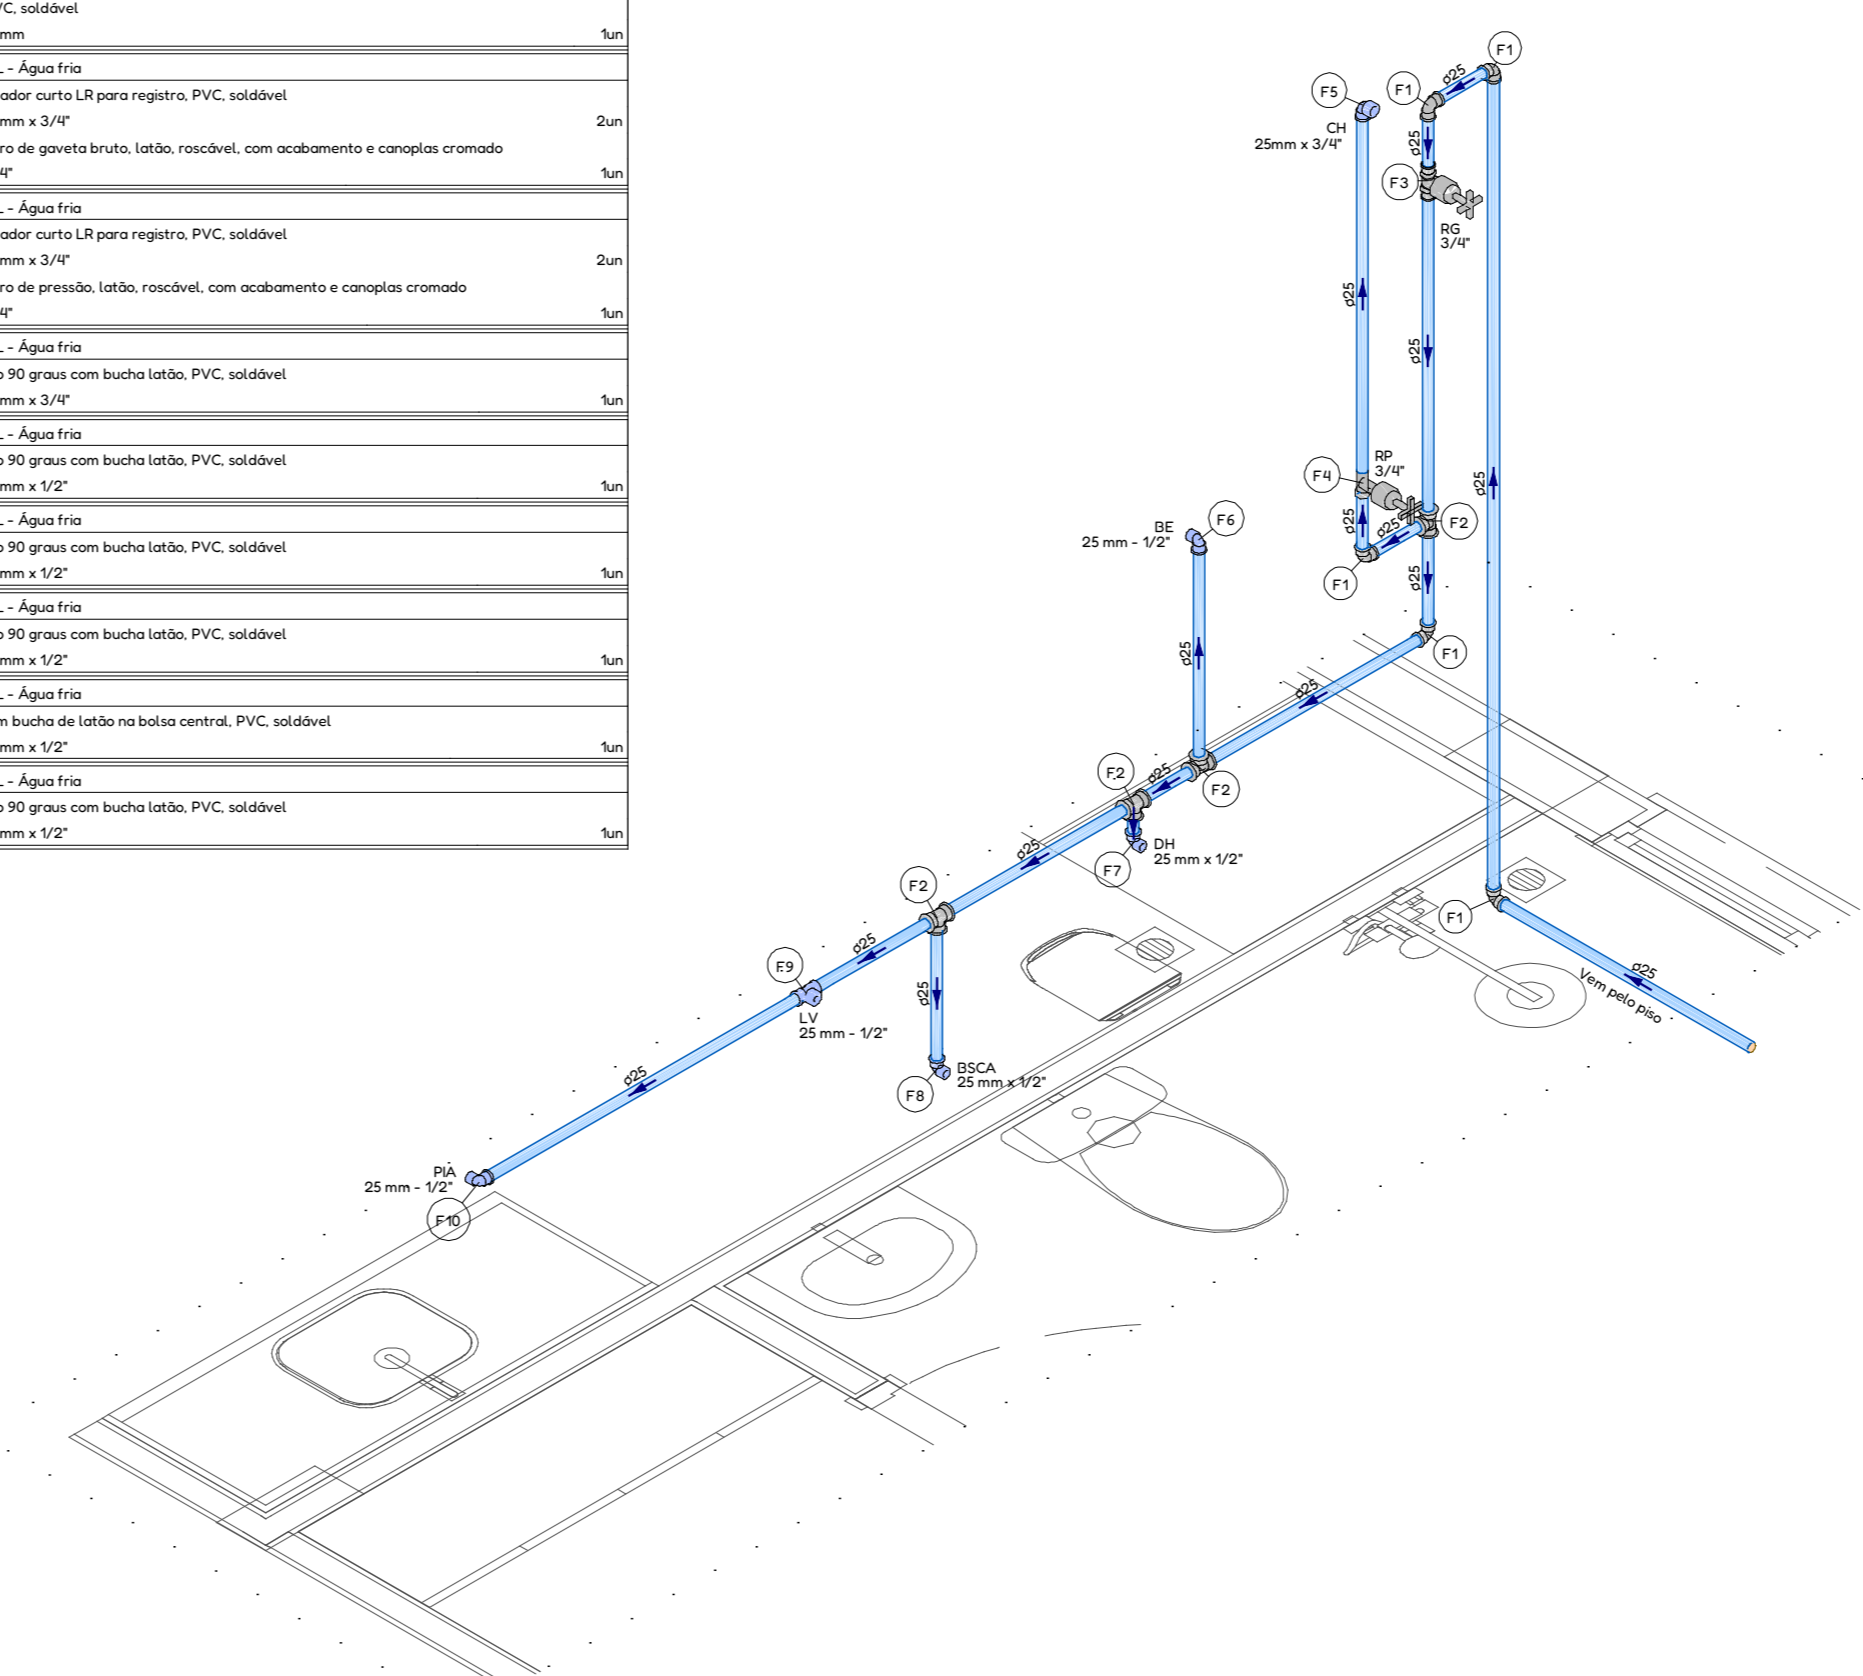 VC, soldável
mm 1un
L - Água fria
ador curto LR para registro, PVC, soldável
mm x 3/4" 2un
ro de gaveta bruto, latão, roscável, com acabamento e canoplas cromado
4" 1un
L - Água fria
ador curto LR para registro, PVC, soldável
mm x 3/4" 2un
ro de pressão, latão, roscável, com acabamento e canoplas cromado
4" 1un
L - Água fria
o 90 graus com bucha latão, PVC, soldável
mm x 3/4" 1un
L - Água fria
o 90 graus com bucha latão, PVC, soldável
mm x 1/2" 1un
L - Água fria
o 90 graus com bucha latão, PVC, soldável
mm x 1/2" 1un
L - Água fria
o 90 graus com bucha latão, PVC, soldável
mm x 1/2" 1un
L - Água fria
m bucha de latão na bolsa central, PVC, soldável
mm x 1/2" 1un
L - Água fria
o 90 graus com bucha latão, PVC, soldável
mm x 1/2" 1un
F1
ø25
F1
F5
CH
25mm x 3/4"
ø25
F3
RG
3/4"
ø25
ø25
RP
3/4"
F4
ø25
ø25
ø25
F2
F1
ø25
F1
BE
25 mm - 1/2"
F6
ø25
ø25
F2
ø25
F2
DH
25 mm x 1/2"
F7
ø25
F2
ø25
F9
LV
25 mm - 1/2"
ø25
BSCA
25 mm x 1/2"
F8
F1
ø25
Vem pelo piso
ø25
PIA
25 mm - 1/2"
F10